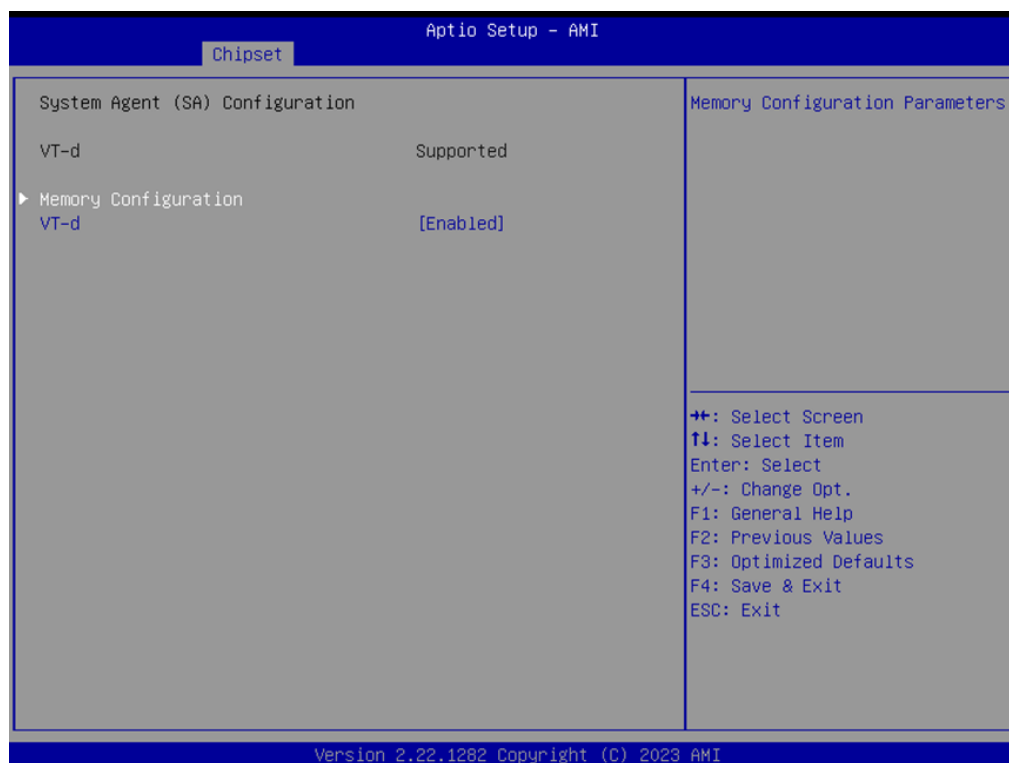 Aptio Setup – AMI
Chipset
System Agent (SA) Configuration
VT-d Supported
Memory Configuration
VT-d [Enabled]
Memory Configuration Parameters
→←: Select Screen
↑↓: Select Item
Enter: Select
+/-: Change Opt.
F1: General Help
F2: Previous Values
F3: Optimized Defaults
F4: Save & Exit
ESC: Exit
Version 2.22.1282 Copyright (C) 2023 AMI